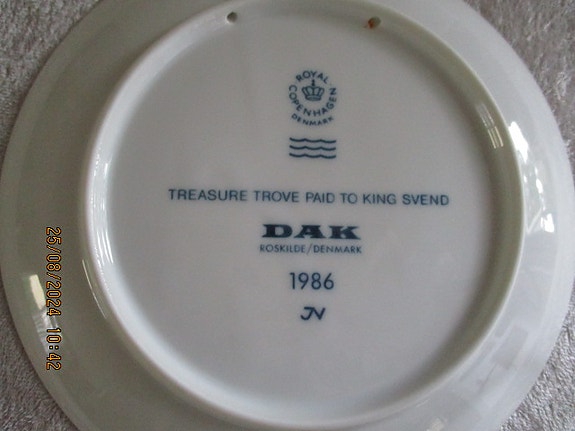 ROYAL
COPENHAGEN
DENMARK
TREASURE TROVE PAID TO KING SVEND
DAK
ROSKILDE/DENMARK
1986
JV
25/08/2024 10:42